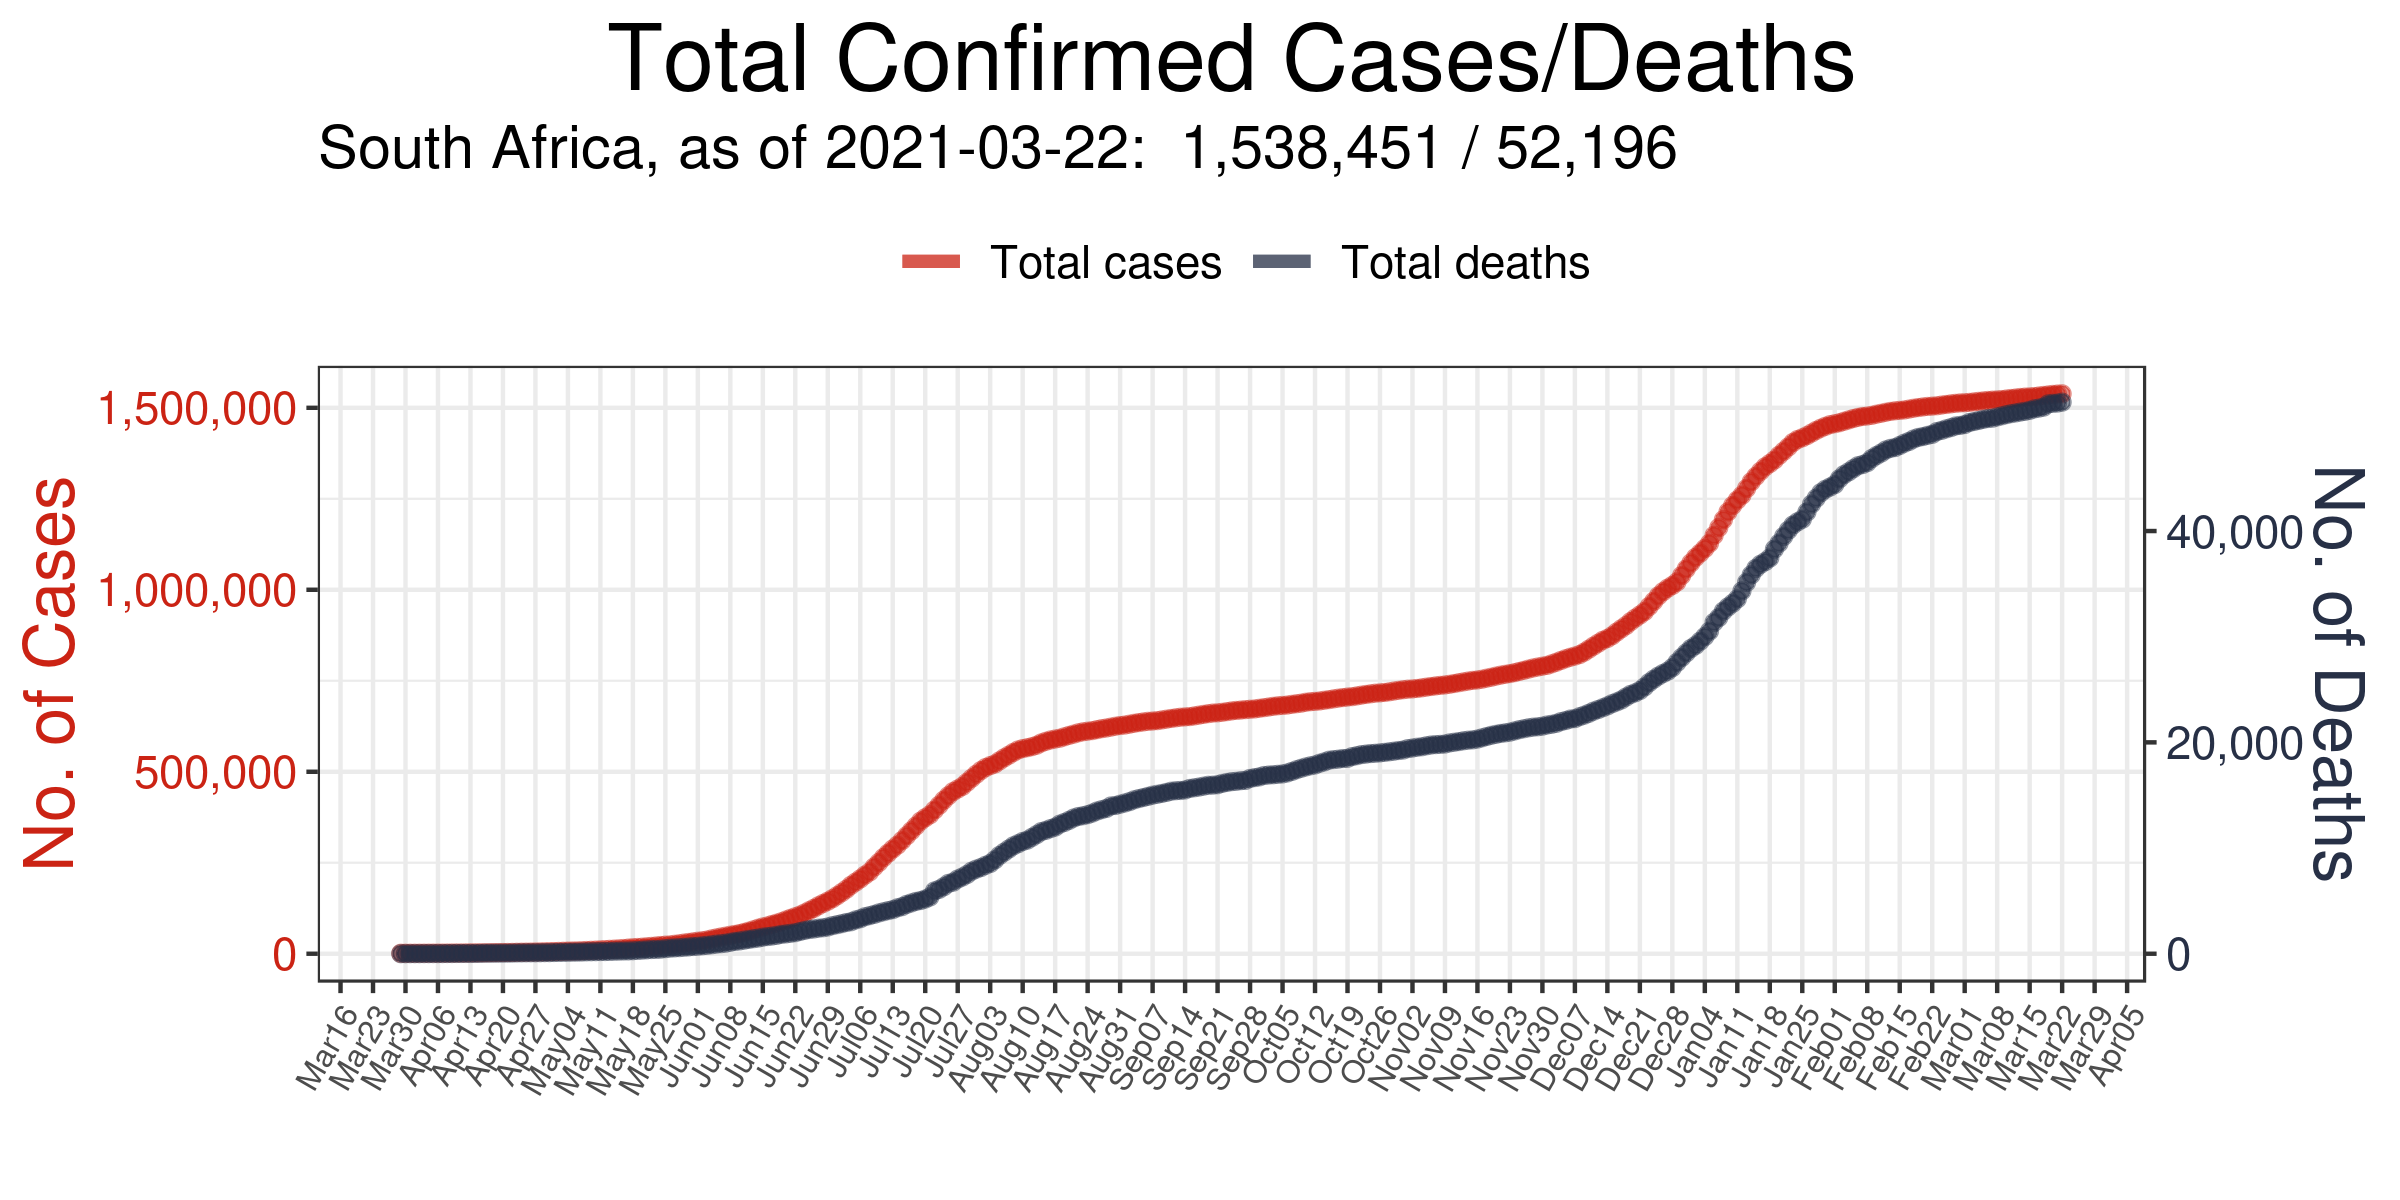 Total Confirmed Cases/Deaths
South Africa, as of 2021-03-22:  1,538,451 / 52,196
Total cases
Total deaths
No. of Cases
1,500,000
1,000,000
500,000
0
40,000
20,000
0
No. of Deaths
Mar16
Mar23
Mar30
Apr06
Apr13
Apr20
Apr27
May04
May11
May18
May25
Jun01
Jun08
Jun15
Jun22
Jun29
Jul06
Jul13
Jul20
Jul27
Aug03
Aug10
Aug17
Aug24
Aug31
Sep07
Sep14
Sep21
Sep28
Oct05
Oct12
Oct19
Oct26
Nov02
Nov09
Nov16
Nov23
Nov30
Dec07
Dec14
Dec21
Dec28
Jan04
Jan11
Jan18
Jan25
Feb01
Feb08
Feb15
Feb22
Mar01
Mar08
Mar15
Mar22
Mar29
Apr05